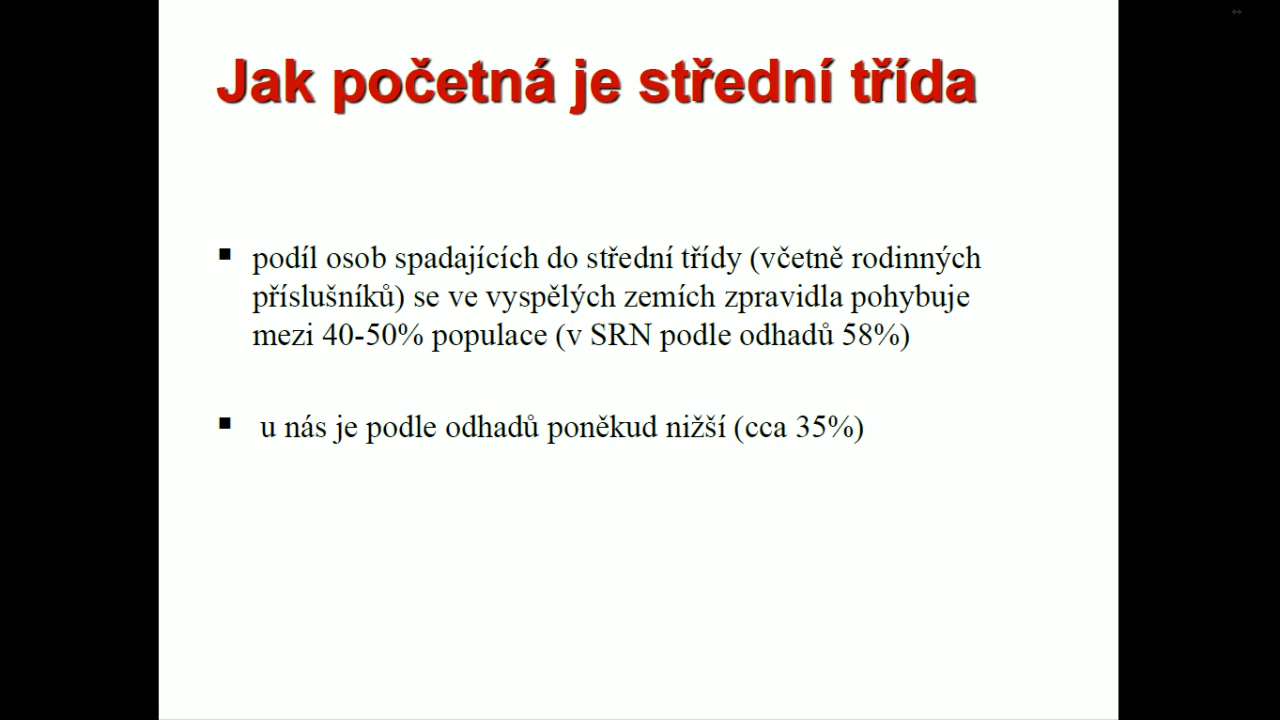 Jak početná je střední třída
▪ podíl osob spadajících do střední třídy (včetně rodinných
příslušníků) se ve vyspělých zemích zpravidla pohybuje
mezi 40-50% populace (v SRN podle odhadů 58%)
▪ u nás je podle odhadů poněkud nižší (cca 35%)